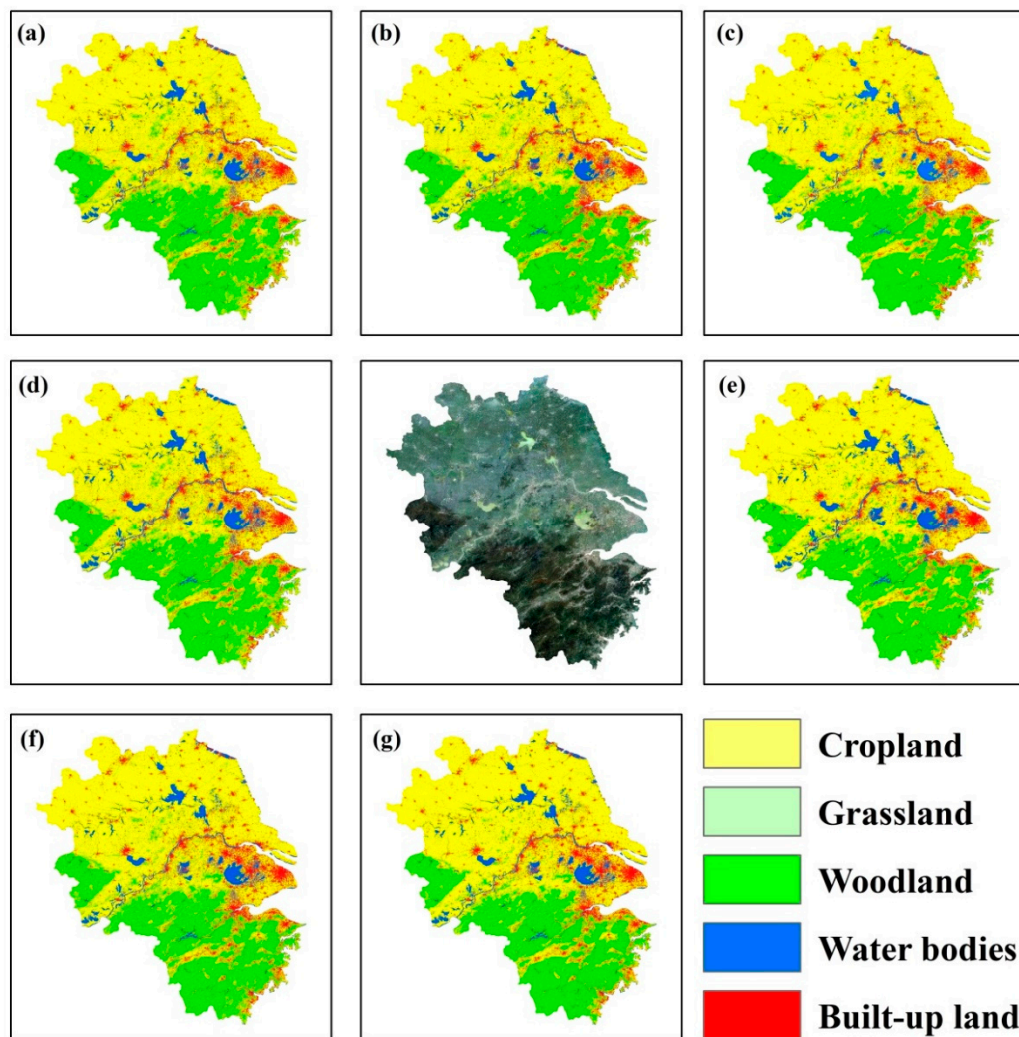 (a)
(b)
(c)
(d)
(e)
(f)
(g)
Cropland
Grassland
Woodland
Water bodies
Built-up land